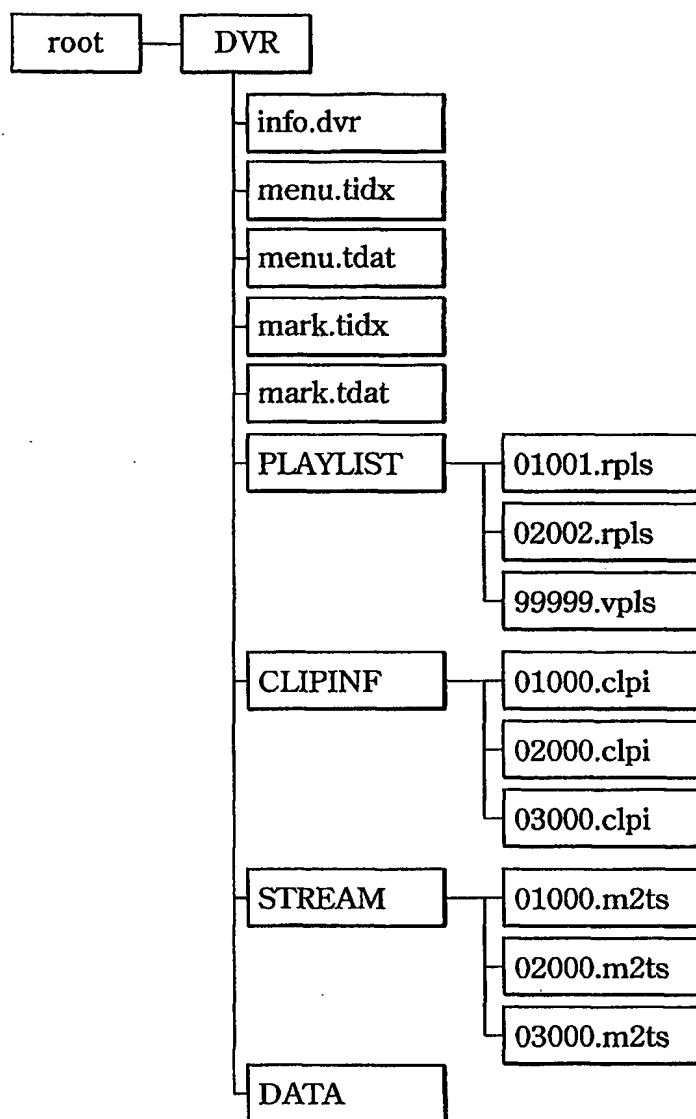 root DVR
info.dvr
menu.tidx
menu.tdat
mark.tidx
mark.tdat
PLAYLIST 01001.rpls
02002.rpls
99999.vpls
CLIPINF 01000.clpi
02000.clpi
03000.clpi
STREAM 01000.m2ts
02000.m2ts
03000.m2ts
DATA